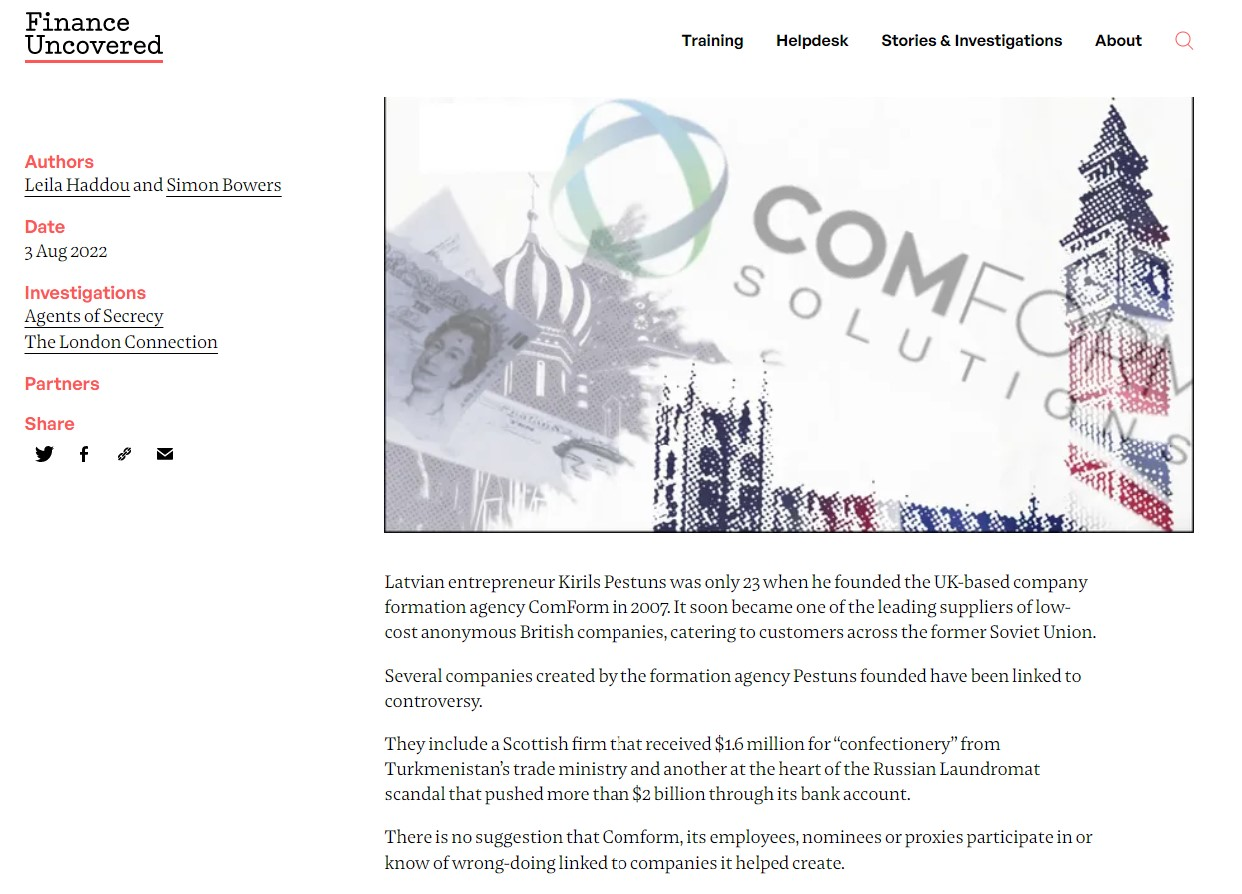 Finance
Uncovered
Training
Helpdesk
Stories & Investigations
About
Authors
Leila Haddou and Simon Bowers
Date
3 Aug 2022
Investigations
Agents of Secrecy
The London Connection
Partners
Share
COMFORM
SOLUTIONS
Latvian entrepreneur Kirils Pestuns was only 23 when he founded the UK-based company
formation agency ComForm in 2007. It soon became one of the leading suppliers of low-
cost anonymous British companies, catering to customers across the former Soviet Union.
Several companies created by the formation agency Pestuns founded have been linked to
controversy.
They include a Scottish firm that received $1.6 million for “confectionery” from
Turkmenistan’s trade ministry and another at the heart of the Russian Laundromat
scandal that pushed more than $2 billion through its bank account.
There is no suggestion that Comform, its employees, nominees or proxies participate in or
know of wrong-doing linked to companies it helped create.